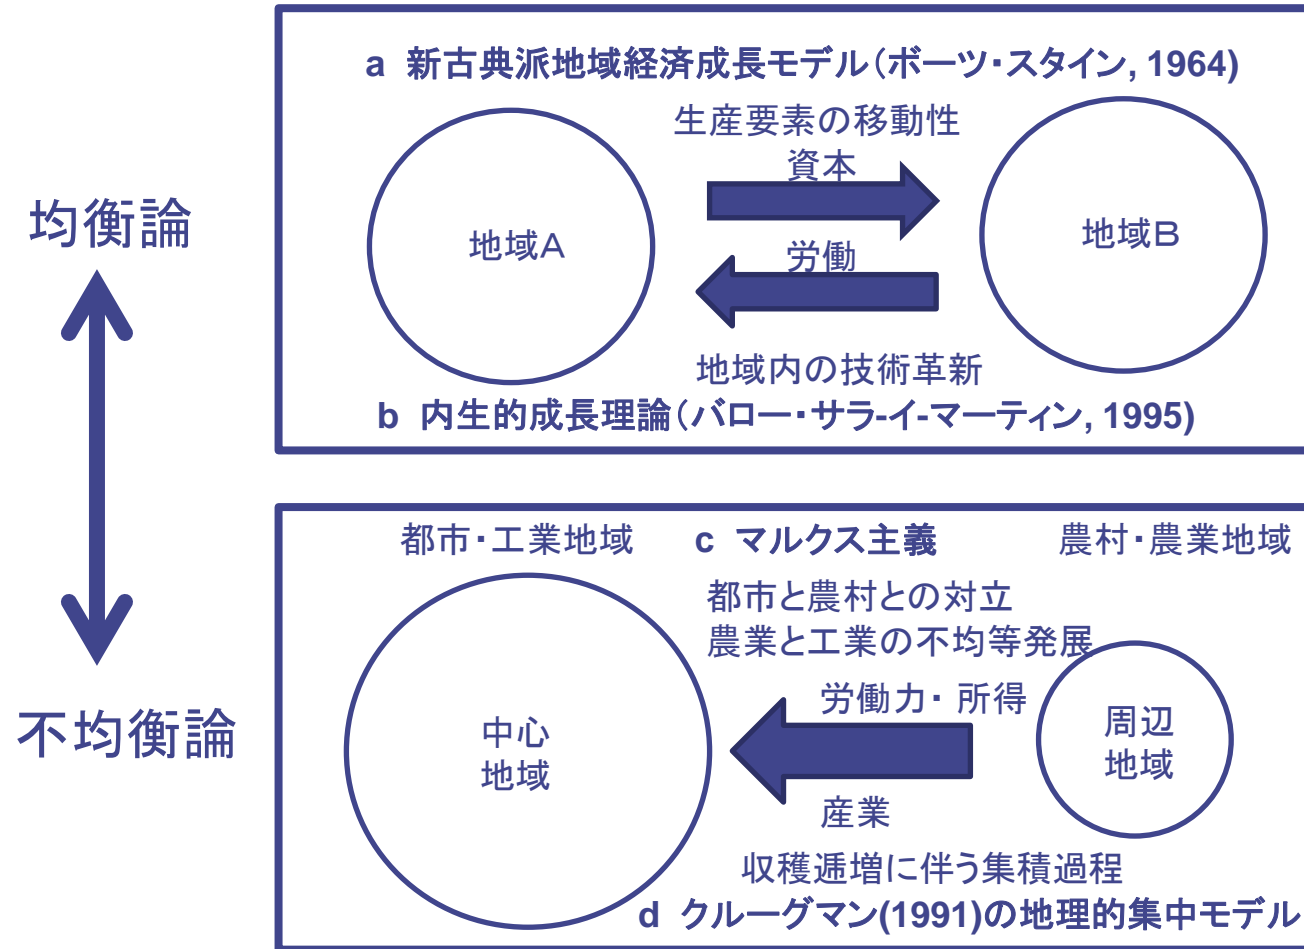 a 新古典派地域経済成長モデル(ボーツ・スタイン, 1964)
生産要素の移動性
資本
均衡論
地域A
地域B
労働
地域内の技術革新
b 内生的成長理論(バロー・サラ-イ-マーティン, 1995)
都市・工業地域
c マルクス主義
農村・農業地域
都市と農村との対立
農業と工業の不均等発展
労働力・所得
不均衡論
中心
地域
周辺
地域
産業
収穫逓増に伴う集積過程
d クルーグマン(1991)の地理的集中モデル